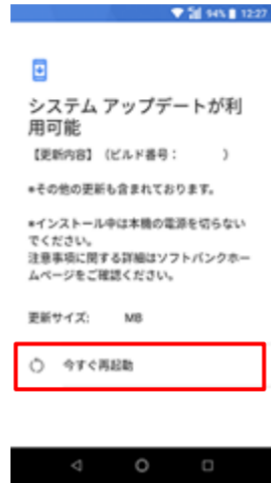 94% 12:27
システム アップデートが利
用可能
【更新内容】（ビルド番号：　　　）
*その他の更新も含まれております。
*インストール中は本機の電源を切らない
でください。
注意事項に関する詳細はソフトバンクホー
ムページをご確認ください。
更新サイズ:　　MB
今すぐ再起動